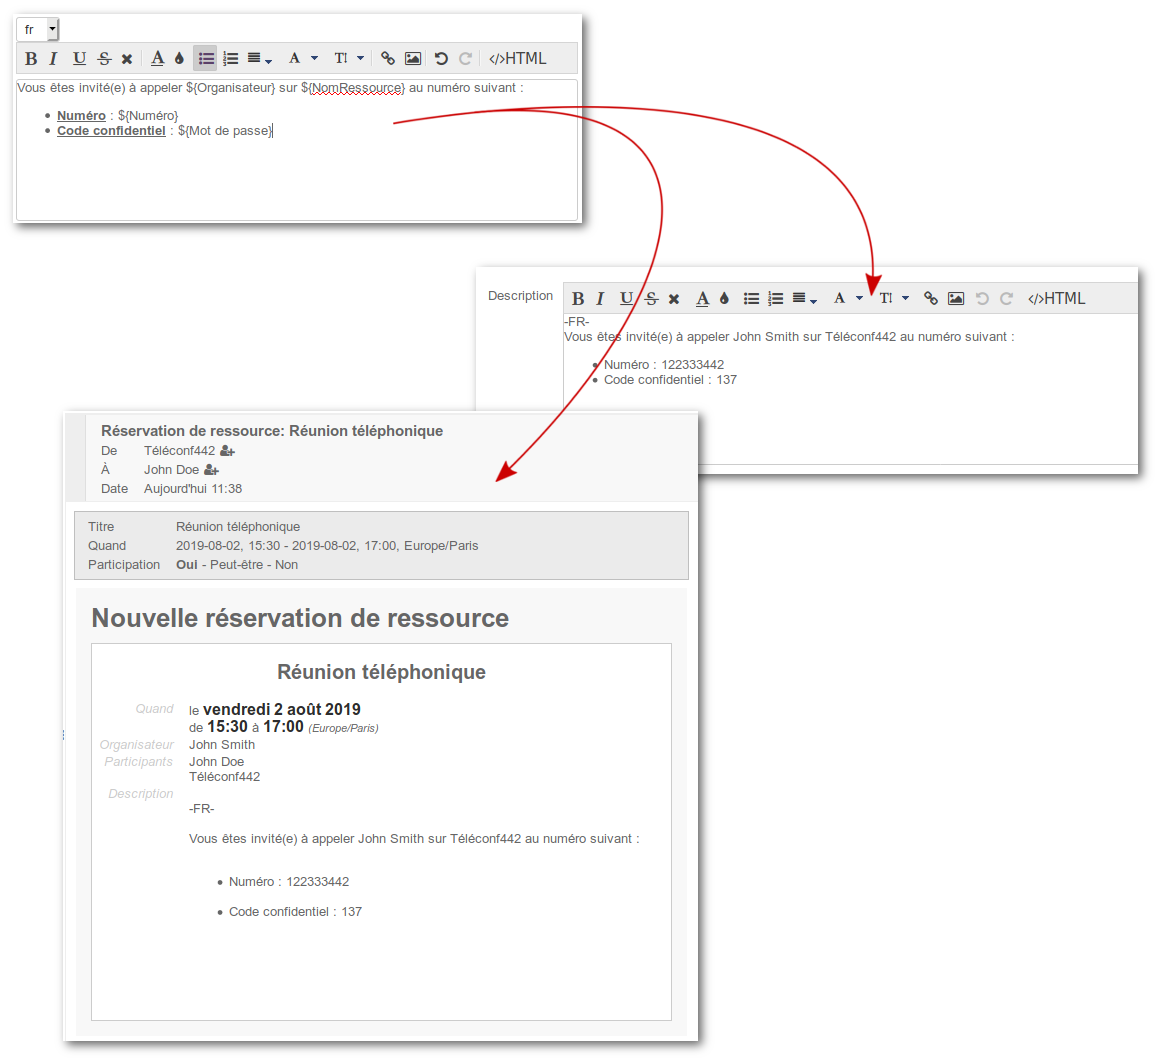 fr
B I U S A A T! </>HTML
Vous êtes invité(e) à appeler ${Organisateur} sur ${NomRessource} au numéro suivant :
• Numéro : ${Numéro}
• Code confidentiel : ${Mot de passe}
Description
B I U S A A T! </>HTML
-FR-
Vous êtes invité(e) à appeler John Smith sur Téléconf442 au numéro suivant :
• Numéro : 122333442
• Code confidentiel : 137
Réservation de ressource: Réunion téléphonique
De Téléconf442
À John Doe
Date Aujourd'hui 11:38
Titre Réunion téléphonique
Quand 2019-08-02, 15:30 - 2019-08-02, 17:00, Europe/Paris
Participation Oui - Peut-être - Non
Nouvelle réservation de ressource
Réunion téléphonique
Quand le vendredi 2 août 2019
de 15:30 à 17:00 (Europe/Paris)
Organisateur John Smith
Participants John Doe
Téléconf442
Description
-FR-
Vous êtes invité(e) à appeler John Smith sur Téléconf442 au numéro suivant :
• Numéro : 122333442
• Code confidentiel : 137